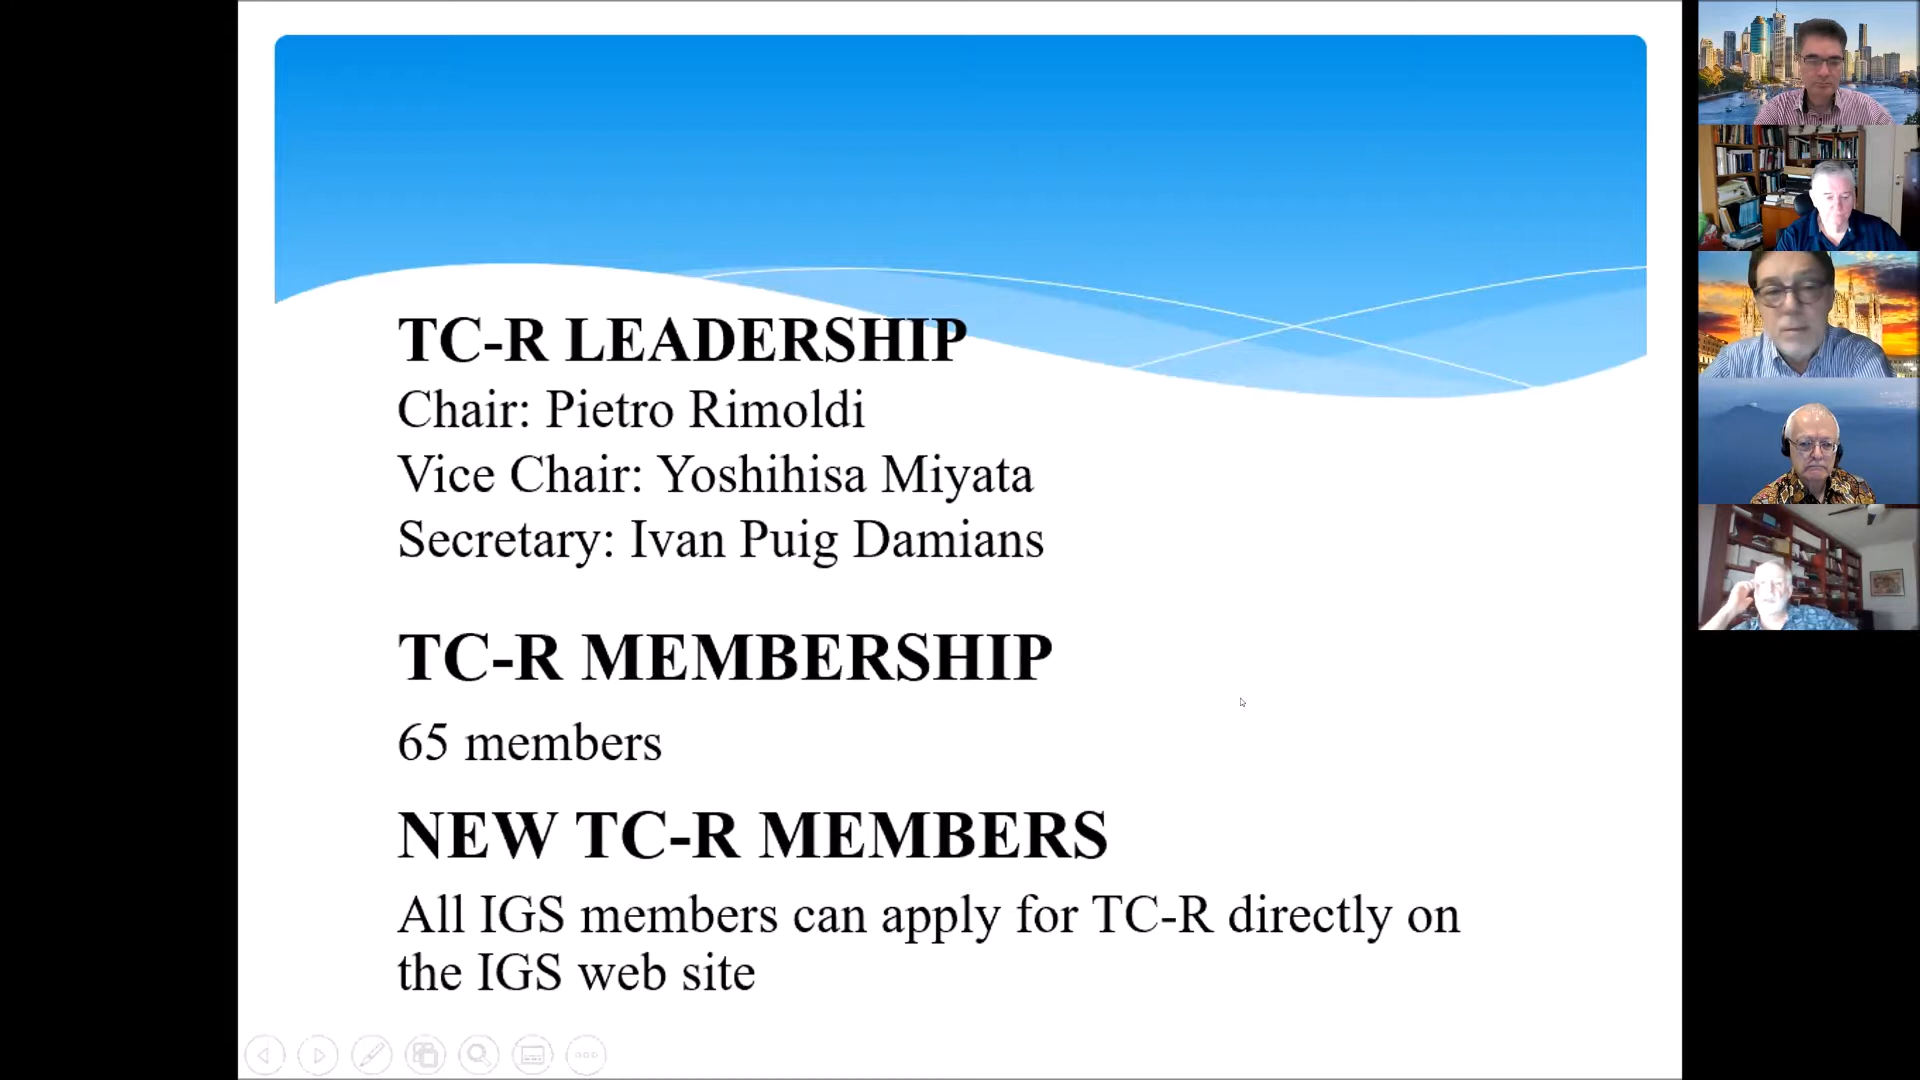 TC-R LEADERSHIP
Chair: Pietro Rimoldi
Vice Chair: Yoshihisa Miyata
Secretary: Ivan Puig Damians
TC-R MEMBERSHIP
65 members
NEW TC-R MEMBERS
All IGS members can apply for TC-R directly on
the IGS web site